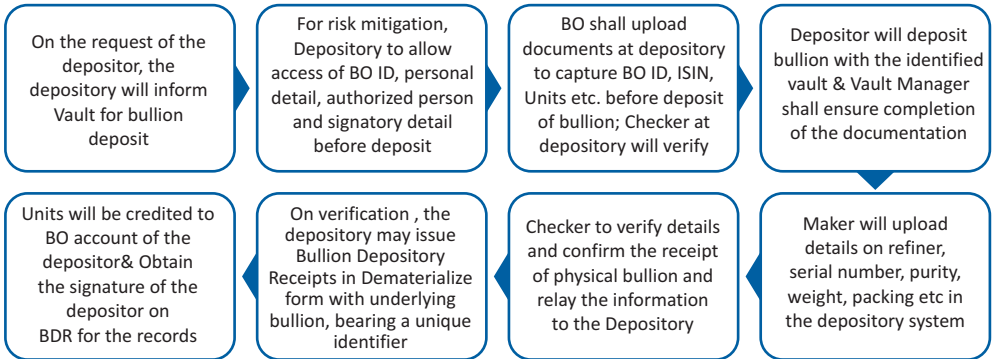 On the request of the
depositor, the
depository will inform
Vault for bullion
deposit
For risk mitigation,
Depository to allow
access of BO ID, personal
detail, authorized person
and signatory detail
before deposit
BO shall upload
documents at depository
to capture BO ID, ISIN,
Units etc. before deposit
of bullion; Checker at
depository will verify
Depositor will deposit
bullion with the identified
vault & Vault Manager
shall ensure completion
of the documentation
Maker will upload
details on refiner,
serial number, purity,
weight, packing etc in
the depository system
Checker to verify details
and confirm the receipt
of physical bullion and
relay the information
to the Depository
On verification , the
depository may issue
Bullion Depository
Receipts in Dematerialize
form with underlying
bullion, bearing a unique
identifier
Units will be credited to
BO account of the
depositor& Obtain
the signature of the
depositor on
BDR for the records